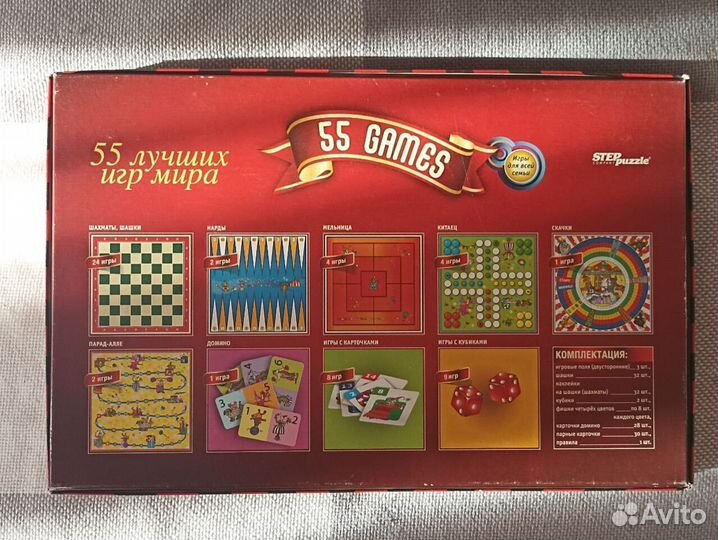 55 GAMES
55 лучших
игр мира
Игры
для всей
семьи
STEP puzzle
COMPANY
ШАХМАТЫ, ШАШКИ
НАРДЫ
МЕЛЬНИЦА
КИТАЕЦ
СКАЧКИ
24 игры
2 игры
4 игры
4 игры
1 игра
ПАРАД-АЛЛЕ
ДОМИНО
ИГРЫ С КАРТОЧКАМИ
ИГРЫ С КУБИКАМИ
2 игры
1 игра
8 игр
9 игр
КОМПЛЕКТАЦИЯ:
игровые поля (двусторонние) 3 шт.,
шашки 32 шт.,
наклейки
на шашки (шахматы) 32 шт.,
кубики 2 шт.,
фишки четырёх цветов по 8 шт.
каждого цвета,
карточки домино 28 шт.,
парные карточки 30 шт.,
правила 1 шт.
Avito